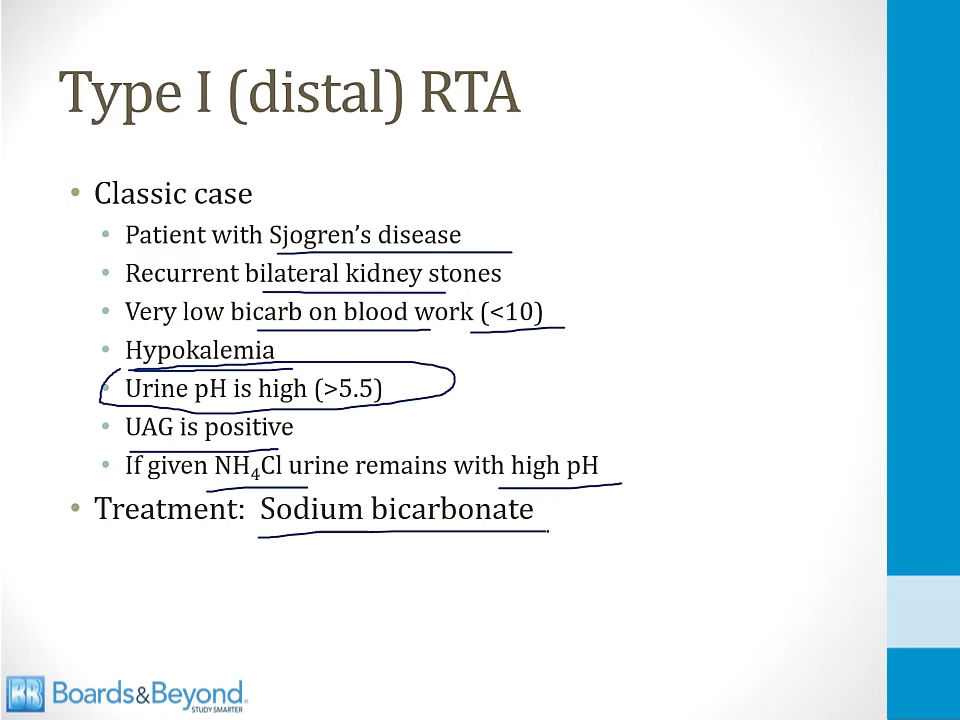 Type I (distal) RTA
• Classic case
• Patient with Sjogren’s disease
• Recurrent bilateral kidney stones
• Very low bicarb on blood work (<10)
• Hypokalemia
• Urine pH is high (>5.5)
• UAG is positive
• If given NH₄Cl urine remains with high pH
• Treatment: Sodium bicarbonate
BB Boards&Beyond.
STUDY SMARTER